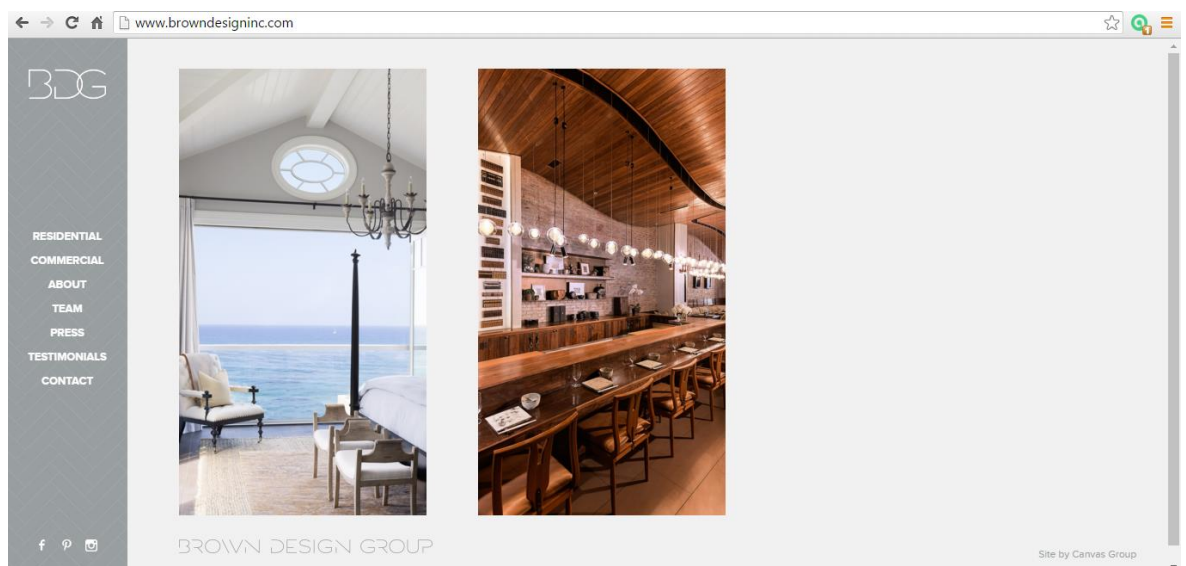 www.browndesigninc.com
BDG
RESIDENTIAL
COMMERCIAL
ABOUT
TEAM
PRESS
TESTIMONIALS
CONTACT
BROWN DESIGN GROUP
Site by Canvas Group